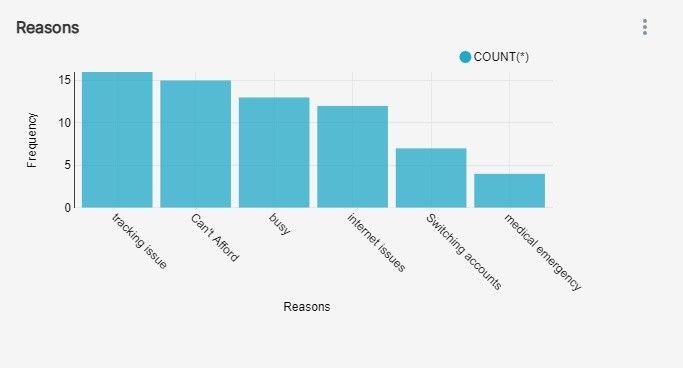 Reasons
COUNT(*)
Frequency
15
10
5
0
tracking issue
Can't Afford
busy
internet issues
Switching accounts
medical emergency
Reasons